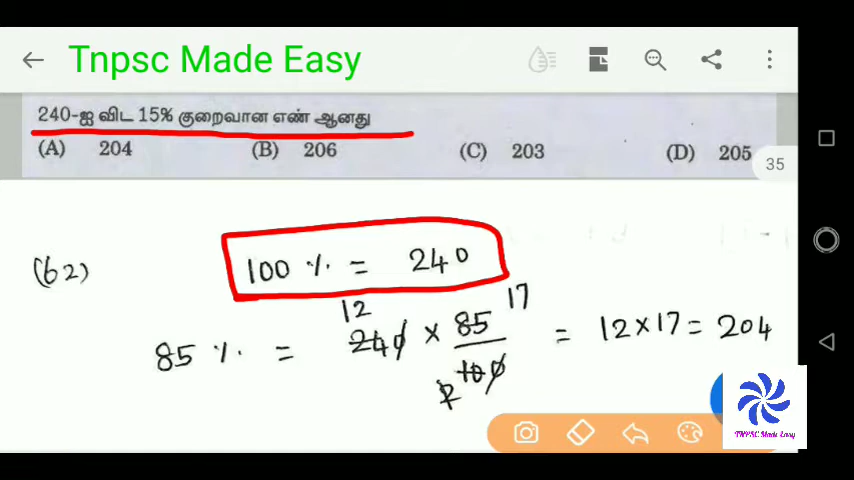 Tnpsc Made Easy
240-ஐ விட 15% குறைவான எண் ஆனது
(A) 204 (B) 206 (C) 203 (D) 205
35
(62) 100 % = 240
12 17
85 % = 240 × 85 = 12×17 = 204
2 100
TNPSC Made Easy